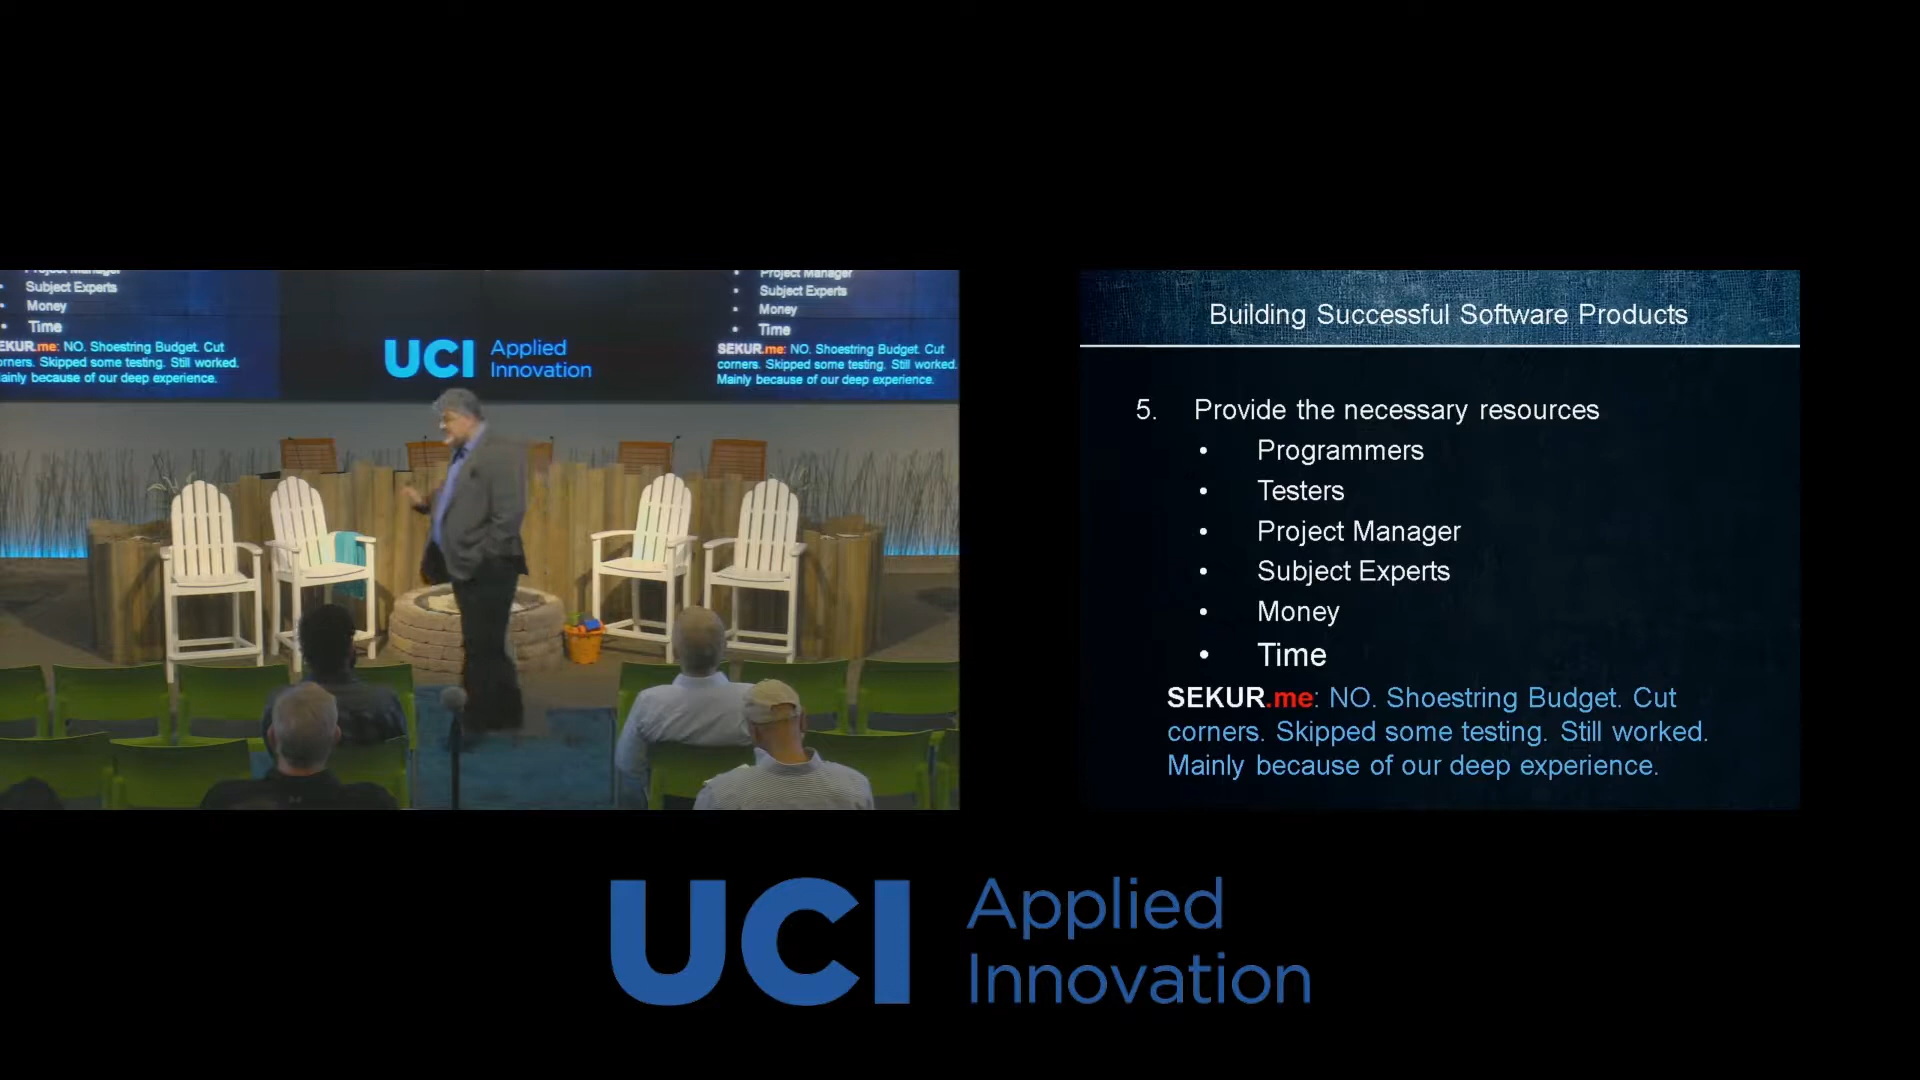 Project Manager
Subject Experts
Money
Time
EKUR.me: NO. Shoestring Budget. Cut
orners. Skipped some testing. Still worked.
ainly because of our deep experience.
UCI Applied
Innovation
Project Manager
• Subject Experts
• Money
• Time
SEKUR.me: NO. Shoestring Budget. Cut
corners. Skipped some testing. Still worked.
Mainly because of our deep experience.
Building Successful Software Products
5. Provide the necessary resources
• Programmers
• Testers
• Project Manager
• Subject Experts
• Money
• Time
SEKUR.me: NO. Shoestring Budget. Cut
corners. Skipped some testing. Still worked.
Mainly because of our deep experience.
UCI Applied
Innovation